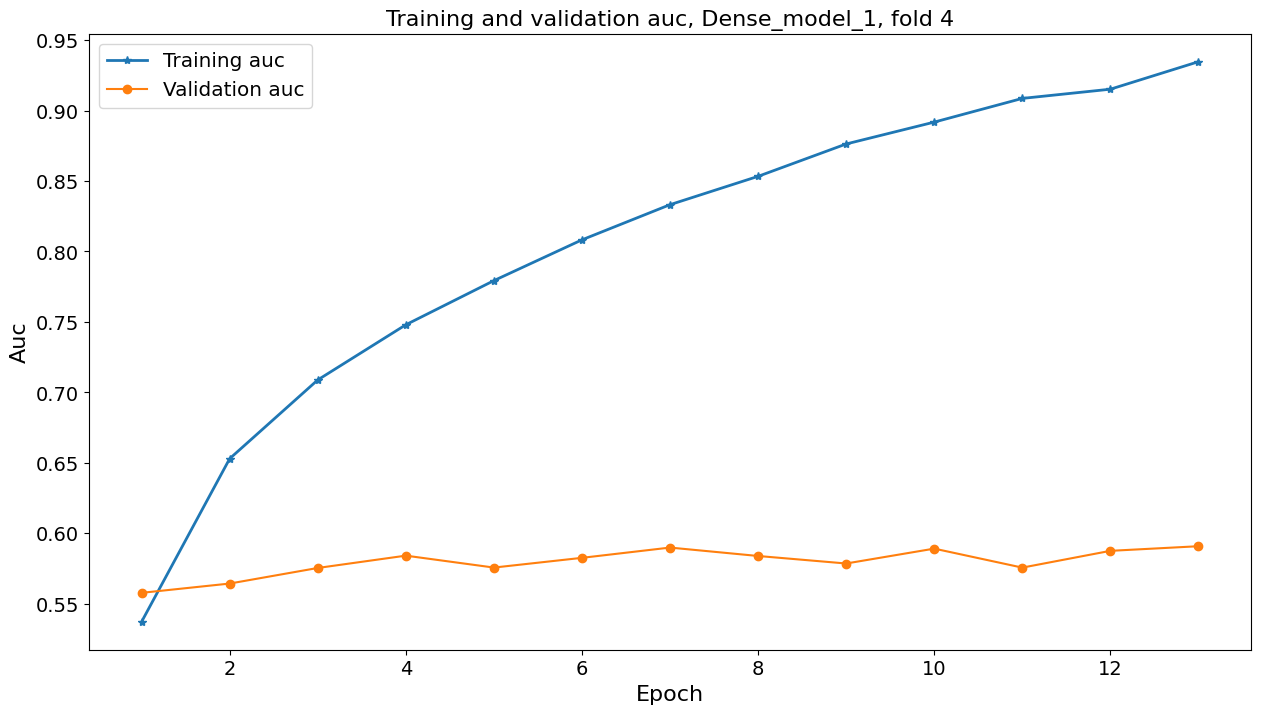 Training and validation auc, Dense_model_1, fold 4
Training auc
Validation auc
Auc
0.95
0.90
0.85
0.80
0.75
0.70
0.65
0.60
0.55
2 4 6 8 10 12
Epoch